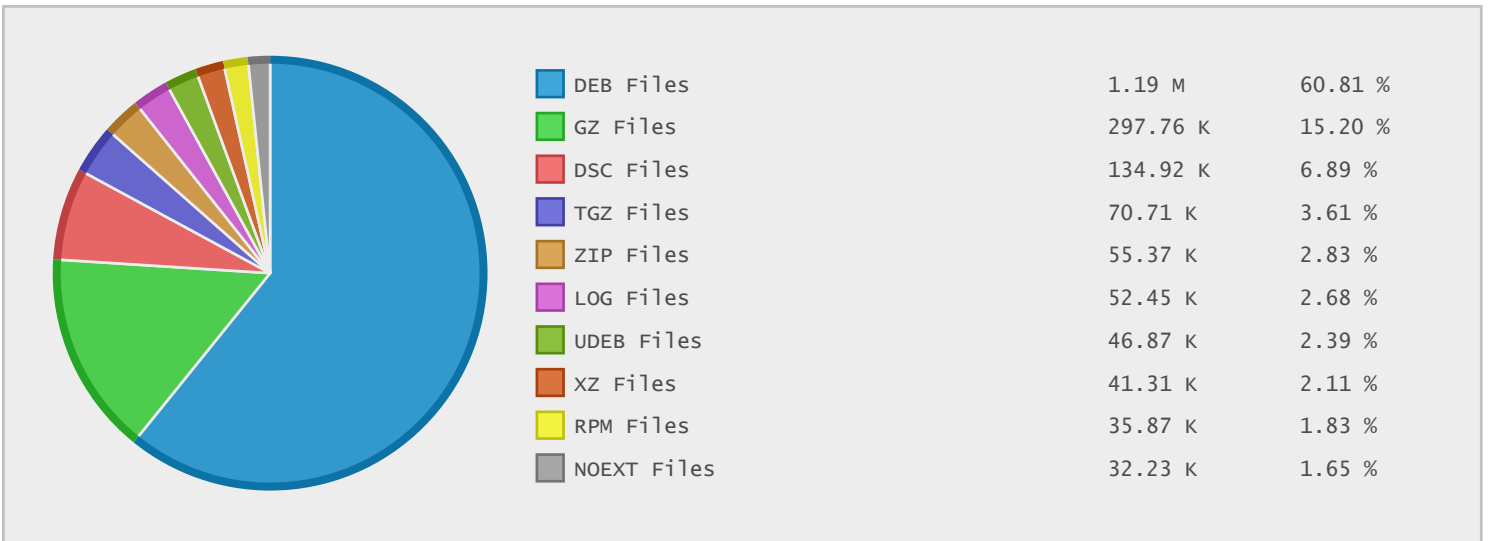 DEB Files 1.19 M 60.81 %
GZ Files 297.76 K 15.20 %
DSC Files 134.92 K 6.89 %
TGZ Files 70.71 K 3.61 %
ZIP Files 55.37 K 2.83 %
LOG Files 52.45 K 2.68 %
UDEB Files 46.87 K 2.39 %
XZ Files 41.31 K 2.11 %
RPM Files 35.87 K 1.83 %
NOEXT Files 32.23 K 1.65 %